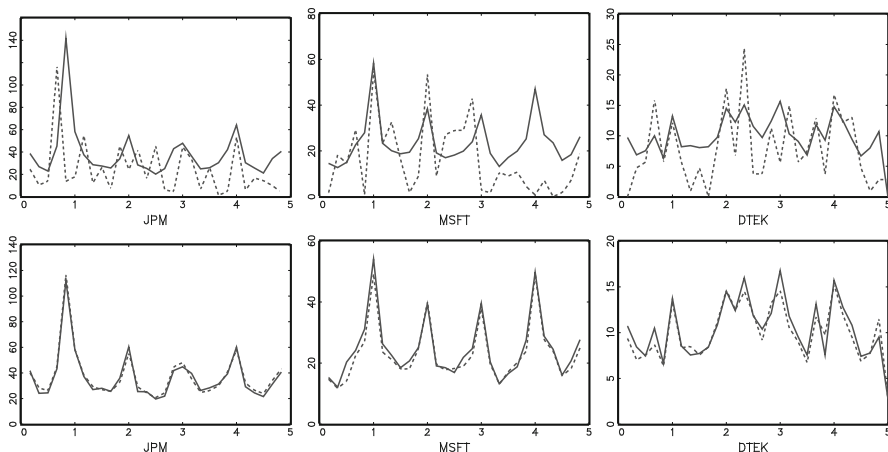 0 20 40 60 80 100 120 140
0 1 2 3 4 5
JPM
0 20 40 60 80
0 1 2 3 4 5
MSFT
0 5 10 15 20 25 30
0 1 2 3 4 5
DTEK
0 20 40 60 80 100 120 140
0 1 2 3 4 5
JPM
0 20 40 60
0 1 2 3 4 5
MSFT
0 5 10 15 20
0 1 2 3 4 5
DTEK